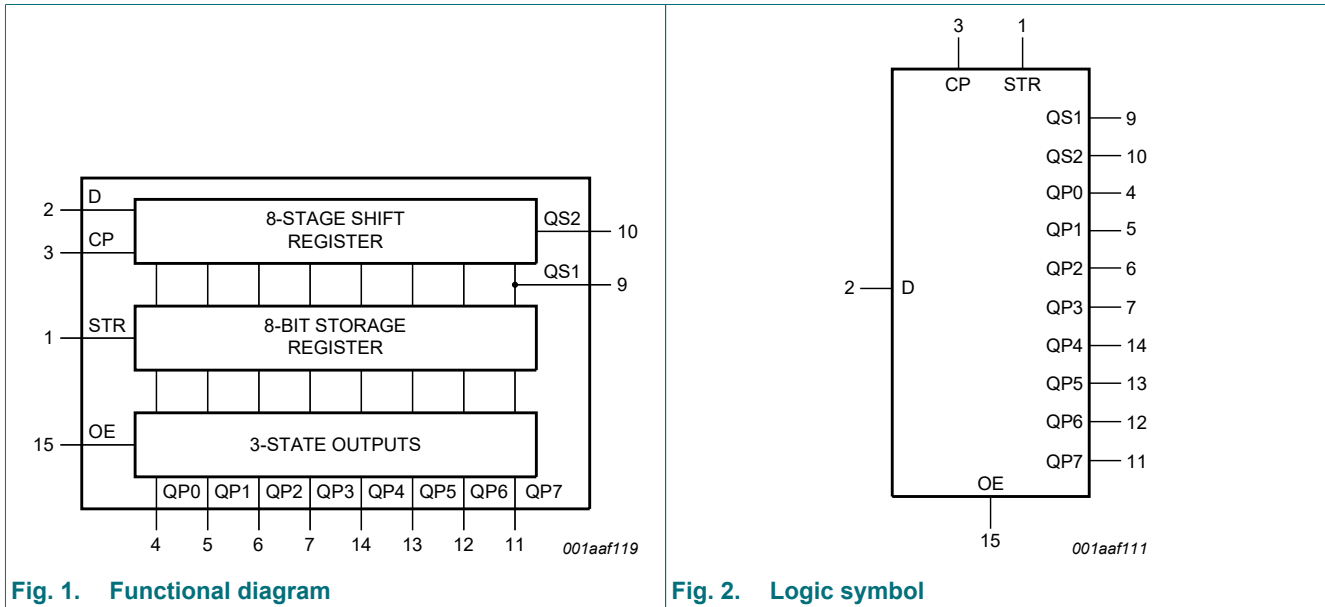 D
2
8-STAGE SHIFT
REGISTER
QS2
10
CP
3
QS1
9
STR
1
8-BIT STORAGE
REGISTER
OE
15
3-STATE OUTPUTS
QP0 QP1 QP2 QP3 QP4 QP5 QP6 QP7
4 5 6 7 14 13 12 11
001aaf119
Fig. 1. Functional diagram
3 1
CP STR
QS1 9
QS2 10
QP0 4
QP1 5
QP2 6
2 D
QP3 7
QP4 14
QP5 13
QP6 12
QP7 11
OE
15
001aaf111
Fig. 2. Logic symbol